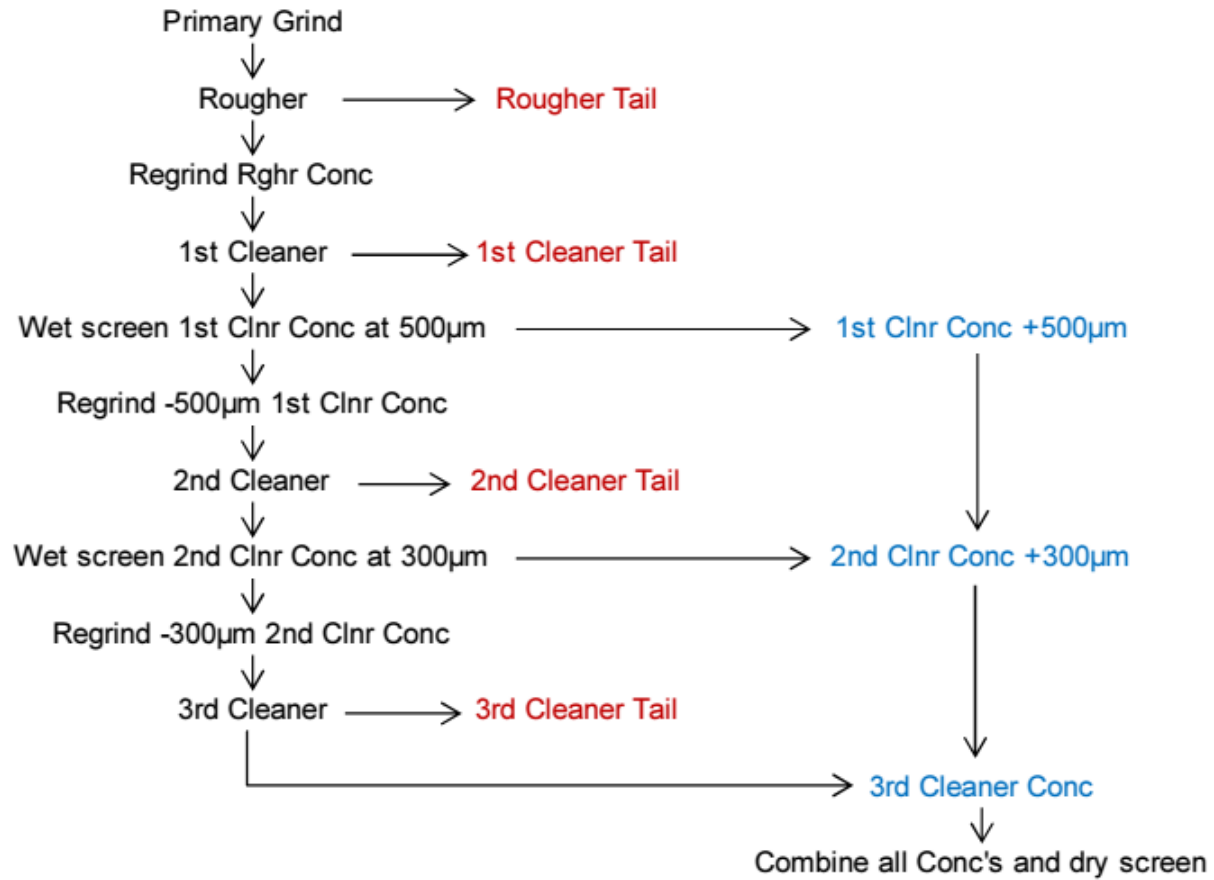 Primary Grind
Rougher
Rougher Tail
Regrind Rghr Conc
1st Cleaner
1st Cleaner Tail
Wet screen 1st Clnr Conc at 500µm
1st Clnr Conc +500µm
Regrind -500µm 1st Clnr Conc
2nd Cleaner
2nd Cleaner Tail
Wet screen 2nd Clnr Conc at 300µm
2nd Clnr Conc +300µm
Regrind -300µm 2nd Clnr Conc
3rd Cleaner
3rd Cleaner Tail
3rd Cleaner Conc
Combine all Conc's and dry screen